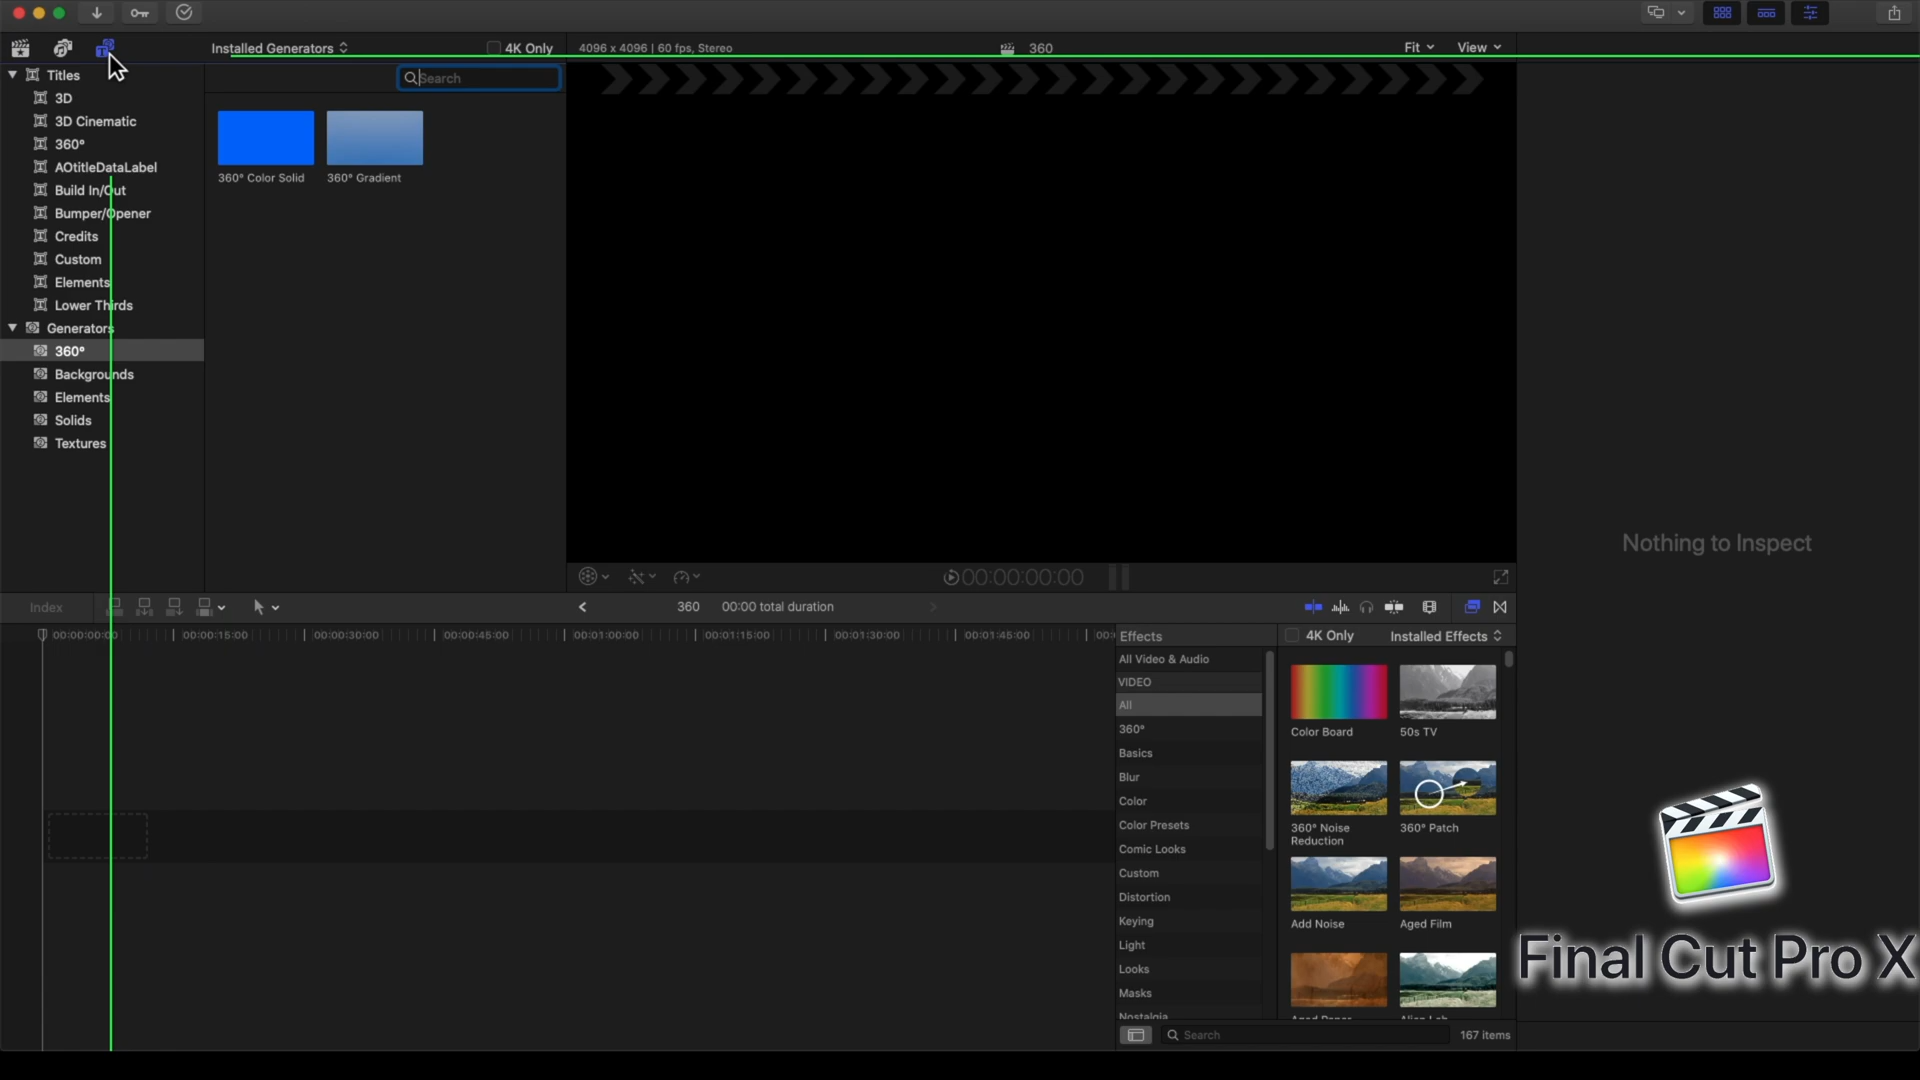 Installed Generators
4K Only
4096 x 4096 | 60 fps, Stereo
360
Fit
View
Titles
Search
3D
3D Cinematic
360°
AOtitleDataLabel
Build In/Out
Bumper/Opener
Credits
Custom
Elements
Lower Thirds
Generators
360°
Backgrounds
Elements
Solids
Textures
360° Color Solid
360° Gradient
Nothing to Inspect
00:00:00:00
Index
360
00:00 total duration
00:00:00:00
00:00:15:00
00:00:30:00
00:00:45:00
00:01:00:00
00:01:15:00
00:01:30:00
00:01:45:00
Effects
4K Only
Installed Effects
All Video & Audio
VIDEO
All
360°
Basics
Blur
Color
Color Presets
Comic Looks
Custom
Distortion
Keying
Light
Looks
Masks
Nostalgia
Color Board
50s TV
360° Noise
Reduction
360° Patch
Add Noise
Aged Film
Search
167 items
Final Cut Pro X